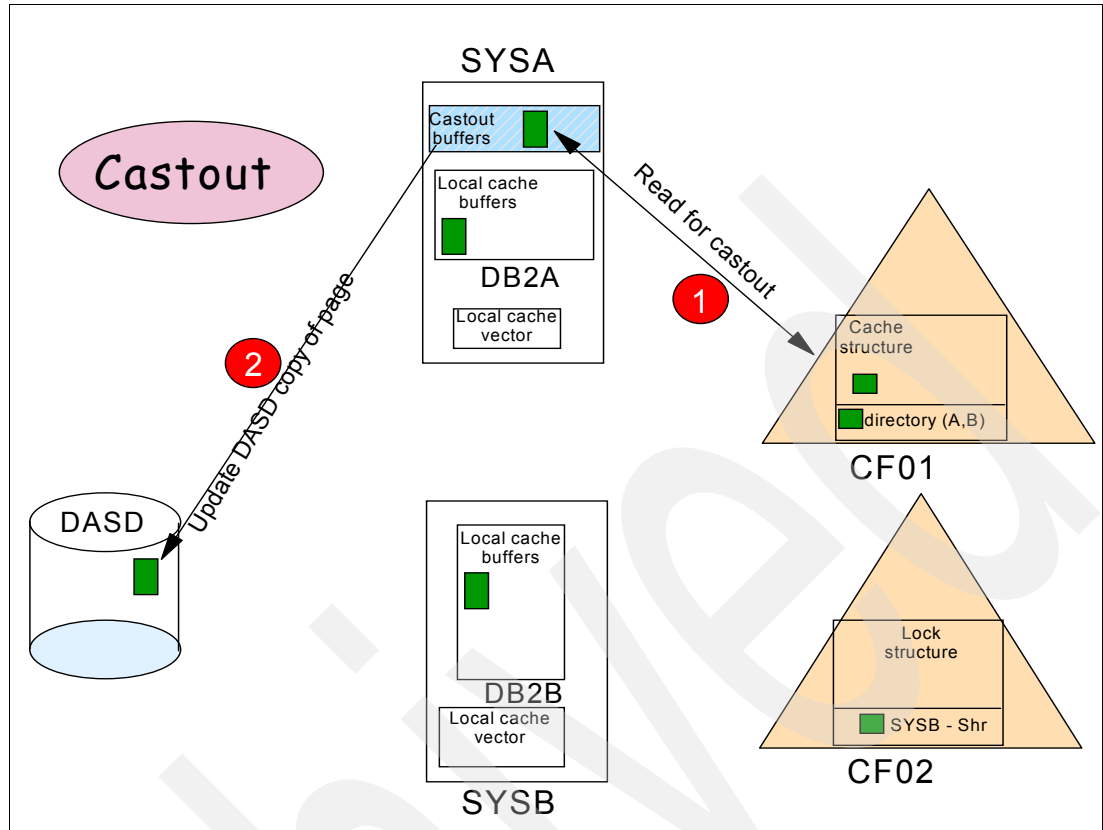 SYSA
Castout
buffers
Castout
Local cache
buffers
DB2A
Local cache
vector
Read for castout
1
2
Update DASD copy of page
Cache
structure
directory (A,B)
CF01
DASD
Local cache
buffers
DB2B
Local cache
vector
SYSB
Lock
structure
SYSB - Shr
CF02